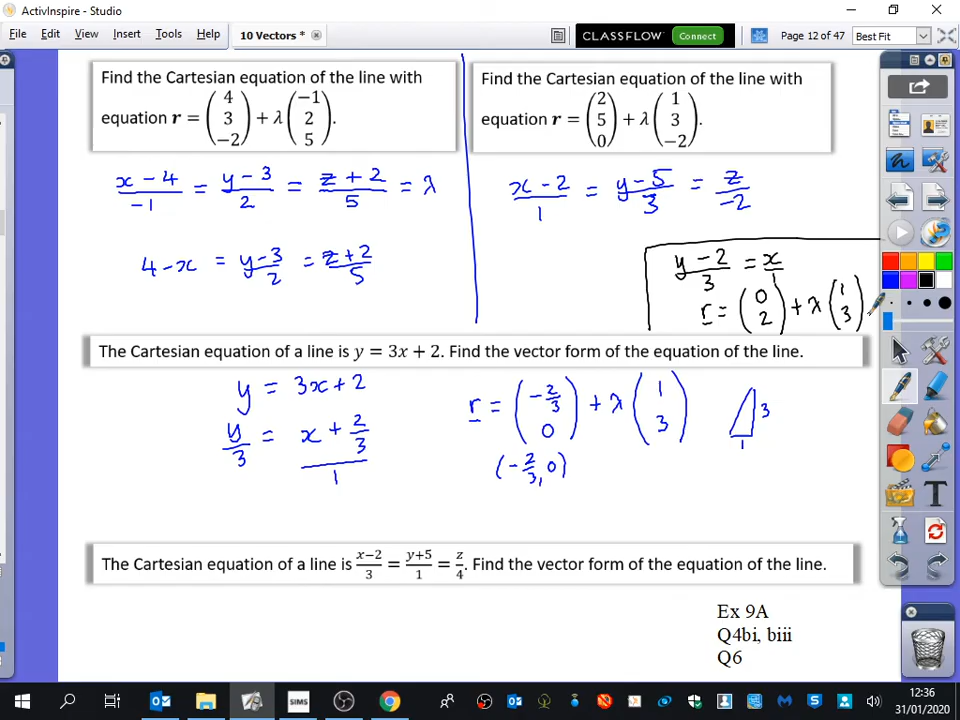 ActivInspire - Studio
File Edit View Insert Tools Help 10 Vectors * CLASSFLOW Connect Page 12 of 47 Best Fit
Find the Cartesian equation of the line with
equation r = (4 3 −2) + λ (−1 2 5).
x − 4/−1 = y − 3/2 = z + 2/5 = λ
4 − x = y − 3/2 = z + 2/5
Find the Cartesian equation of the line with
equation r = (2 5 0) + λ (1 3 −2).
x − 2/1 = y − 5/3 = z/−2
y − 2/3 = x/1
r = (0 2) + λ (1 3)
The Cartesian equation of a line is y = 3x + 2. Find the vector form of the equation of the line.
y = 3x + 2
y/3 = x + 2/3/1
r = (−2/3 0) + λ (1 3)
3
1
(−2/3, 0)
The Cartesian equation of a line is x−2/3 = y+5/1 = z/4. Find the vector form of the equation of the line.
Ex 9A
Q4bi, biii
Q6
SIMS
12:36
31/01/2020